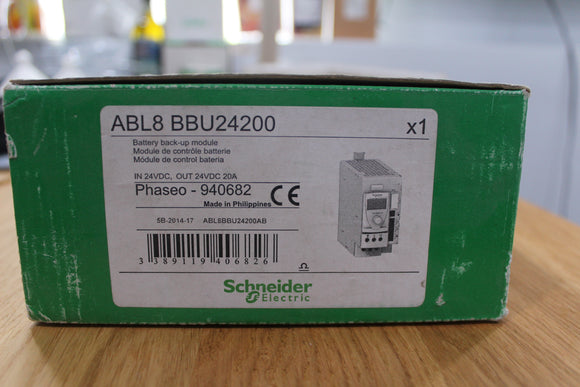 ABL8 BBU24200 x1
Battery back-up module
Module de contrôle batterie
Módulo de control bateria
IN 24VDC, OUT 24VDC 20A
Phaseo - 940682 CE
Made in Philippines
5B-2014-17 ABL8BBU24200AB
3 389119 406826
Schneider
Electric